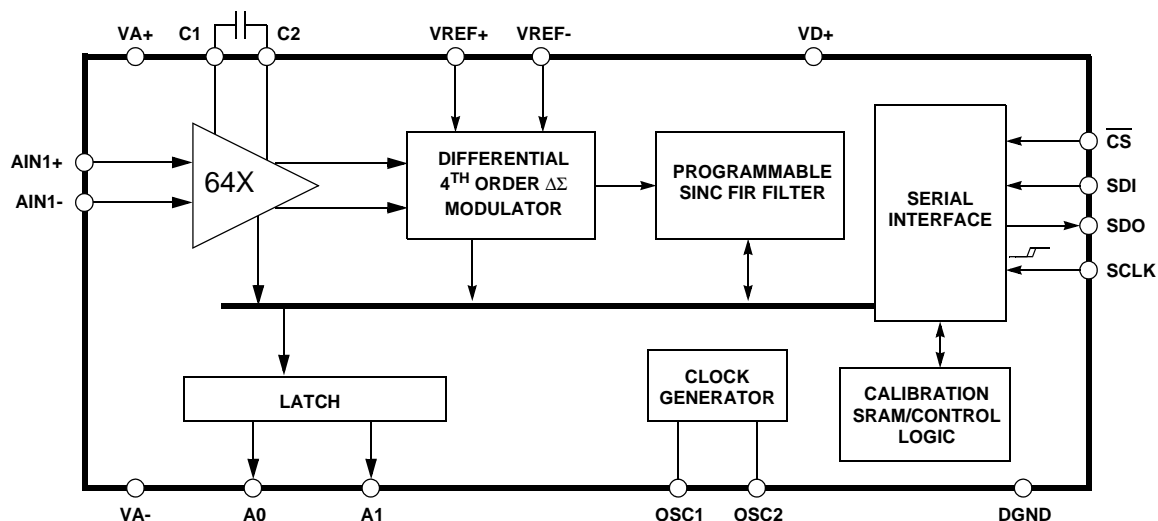 VA+ C1 C2 VREF+ VREF- VD+
AIN1+
AIN1-
64X
DIFFERENTIAL
4TH ORDER ΔΣ
MODULATOR
PROGRAMMABLE
SINC FIR FILTER
SERIAL
INTERFACE
CS
SDI
SDO
SCLK
LATCH
CLOCK
GENERATOR
CALIBRATION
SRAM/CONTROL
LOGIC
VA- A0 A1 OSC1 OSC2 DGND